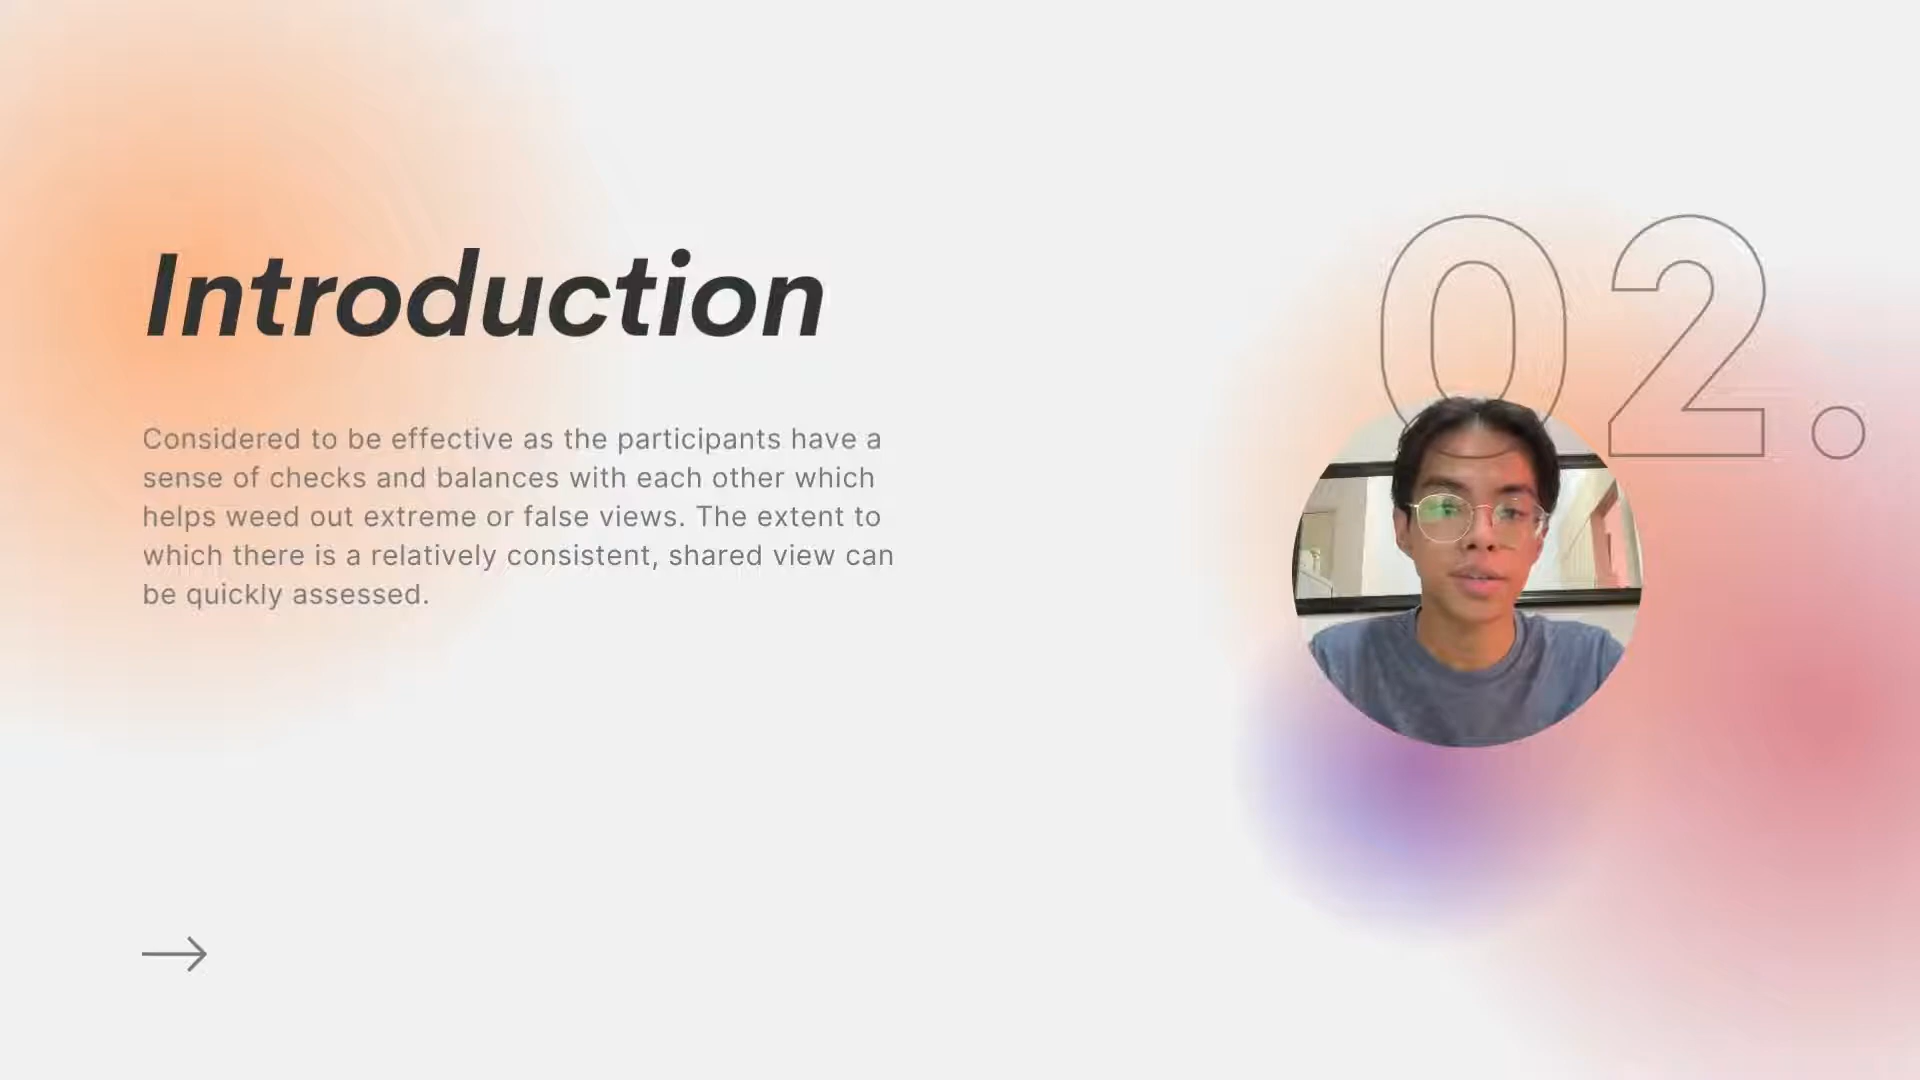 Introduction
02.
Considered to be effective as the participants have a
sense of checks and balances with each other which
helps weed out extreme or false views. The extent to
which there is a relatively consistent, shared view can
be quickly assessed.